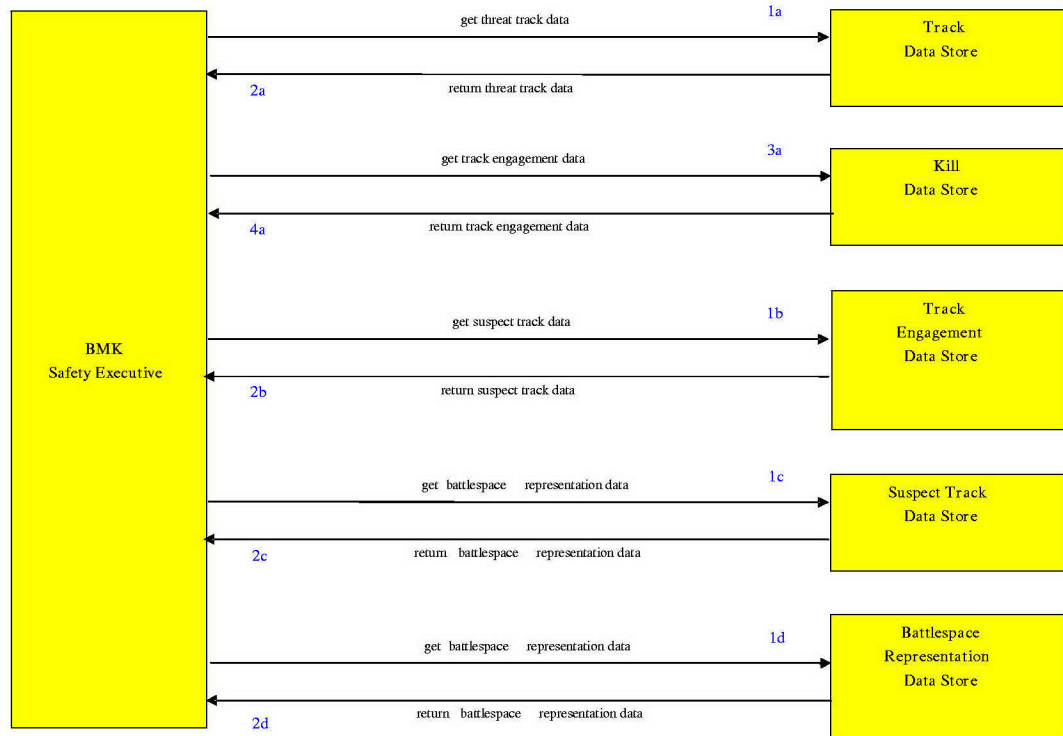 get threat track data
1a
Track
Data Store
2a
return threat track data
get track engagement data
3a
Kill
Data Store
4a
return track engagement data
BMK
Safety Executive
get suspect track data
1b
Track
Engagement
Data Store
2b
return suspect track data
get battlespace representation data
1c
Suspect Track
Data Store
2c
return battlespace representation data
get battlespace representation data
1d
Battlespace
Representation
Data Store
2d
return battlespace representation data